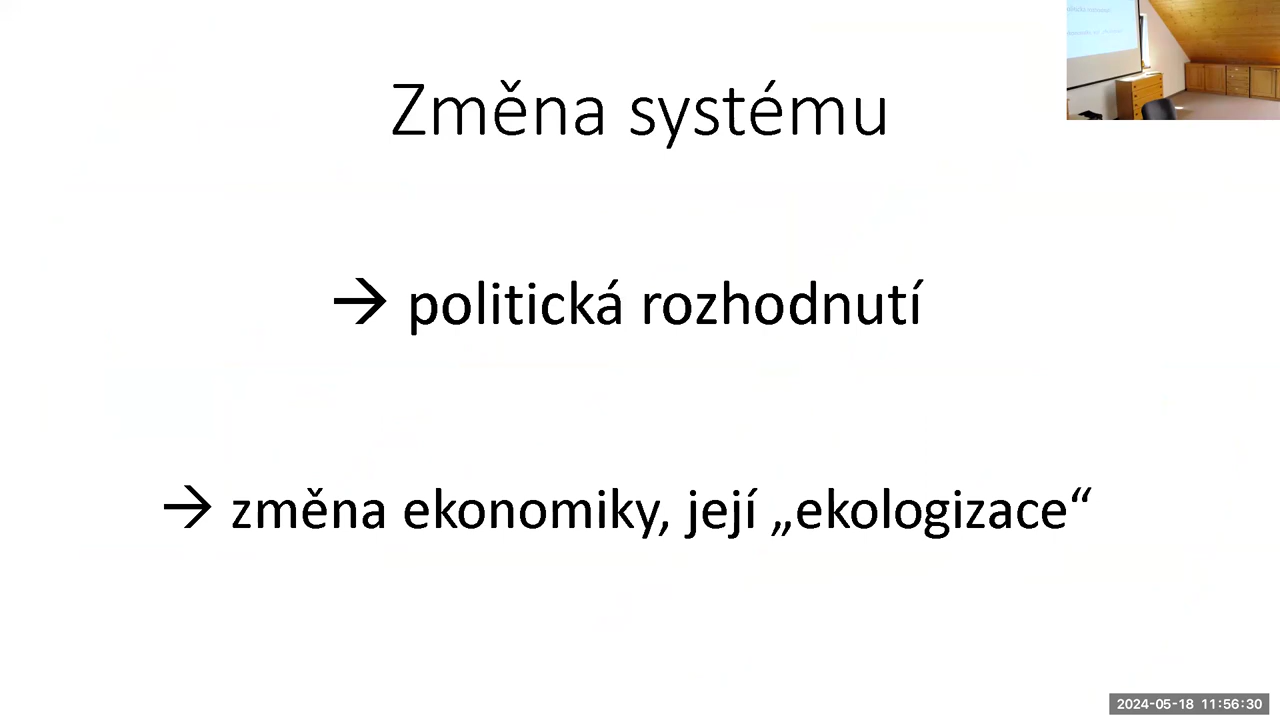 Změna systému
→ politická rozhodnutí
→ změna ekonomiky, její „ekologizace“
2024-05-18 11:56:30